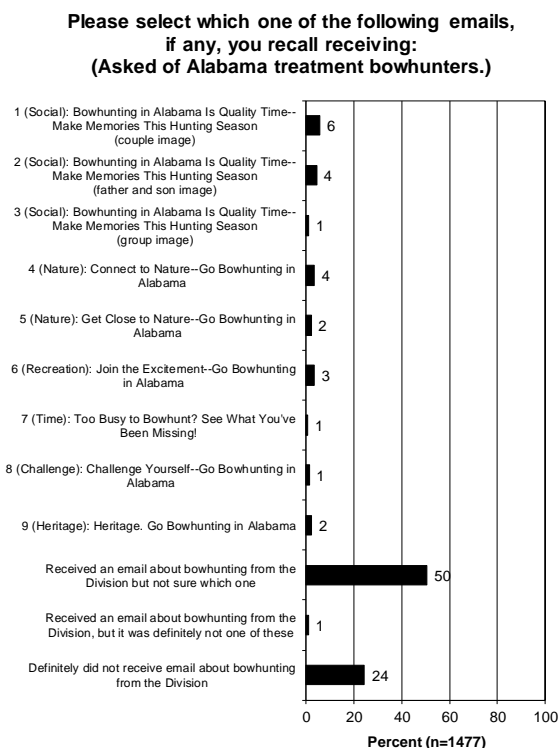 Please select which one of the following emails,
if any, you recall receiving:
(Asked of Alabama treatment bowhunters.)
1 (Social): Bowhunting in Alabama Is Quality Time--
Make Memories This Hunting Season
(couple image)
6
2 (Social): Bowhunting in Alabama Is Quality Time--
Make Memories This Hunting Season
(father and son image)
4
3 (Social): Bowhunting in Alabama Is Quality Time--
Make Memories This Hunting Season
(group image)
1
4 (Nature): Connect to Nature--Go Bowhunting in
Alabama
4
5 (Nature): Get Close to Nature--Go Bowhunting in
Alabama
2
6 (Recreation): Join the Excitement--Go Bowhunting
in Alabama
3
7 (Time): Too Busy to Bowhunt? See What You've
Been Missing!
1
8 (Challenge): Challenge Yourself--Go Bowhunting in
Alabama
1
9 (Heritage): Heritage. Go Bowhunting in Alabama
2
Received an email about bowhunting from the
Division but not sure which one
50
Received an email about bowhunting from the
Division, but it was definitely not one of these
1
Definitely did not receive email about bowhunting
from the Division
24
0 20 40 60 80 100
Percent (n=1477)